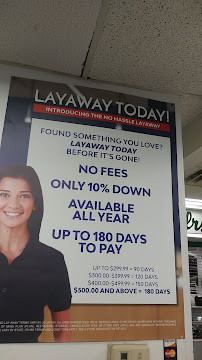 LAYAWAY TODAY!
INTRODUCING THE NO HASSLE LAYAWAY
FOUND SOMETHING YOU LOVE?
LAYAWAY TODAY
BEFORE IT'S GONE!
NO FEES
ONLY 10% DOWN
AVAILABLE
ALL YEAR
UP TO 180 DAYS
TO PAY
UP TO $299.99 = 90 DAYS
$300.00-$399.99 = 120 DAYS
$400.00-$499.99 = 150 DAYS
$500.00 AND ABOVE = 180 DAYS